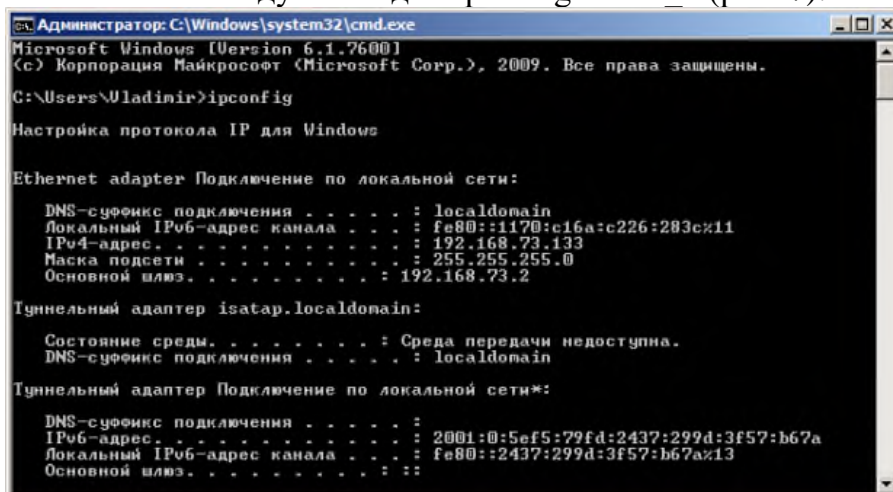 Администратор: C:\Windows\system32\cmd.exe
Microsoft Windows [Version 6.1.7600]
(c) Корпорация Майкрософт (Microsoft Corp.), 2009. Все права защищены.
C:\Users\Vladimir>ipconfig
Настройка протокола IP для Windows
Ethernet adapter Подключение по локальной сети:
DNS-суффикс подключения . . . . . : localdomain
Локальный IPv6-адрес канала . . . : fe80::1170:c16a:c226:283c%11
IPv4-адрес. . . . . . . . . . . . : 192.168.73.133
Маска подсети . . . . . . . . . . : 255.255.255.0
Основной шлюз. . . . . . . . . : 192.168.73.2
Туннельный адаптер isatap.localdomain:
Состояние среды. . . . . . . . : Среда передачи недоступна.
DNS-суффикс подключения . . . . . : localdomain
Туннельный адаптер Подключение по локальной сети*:
DNS-суффикс подключения . . . . . :
IPv6-адрес. . . . . . . . . . . . : 2001:0:5ef5:79fd:2437:299d:3f57:b67a
Локальный IPv6-адрес канала . . . : fe80::2437:299d:3f57:b67a%13
Основной шлюз. . . . . . . . . : ::